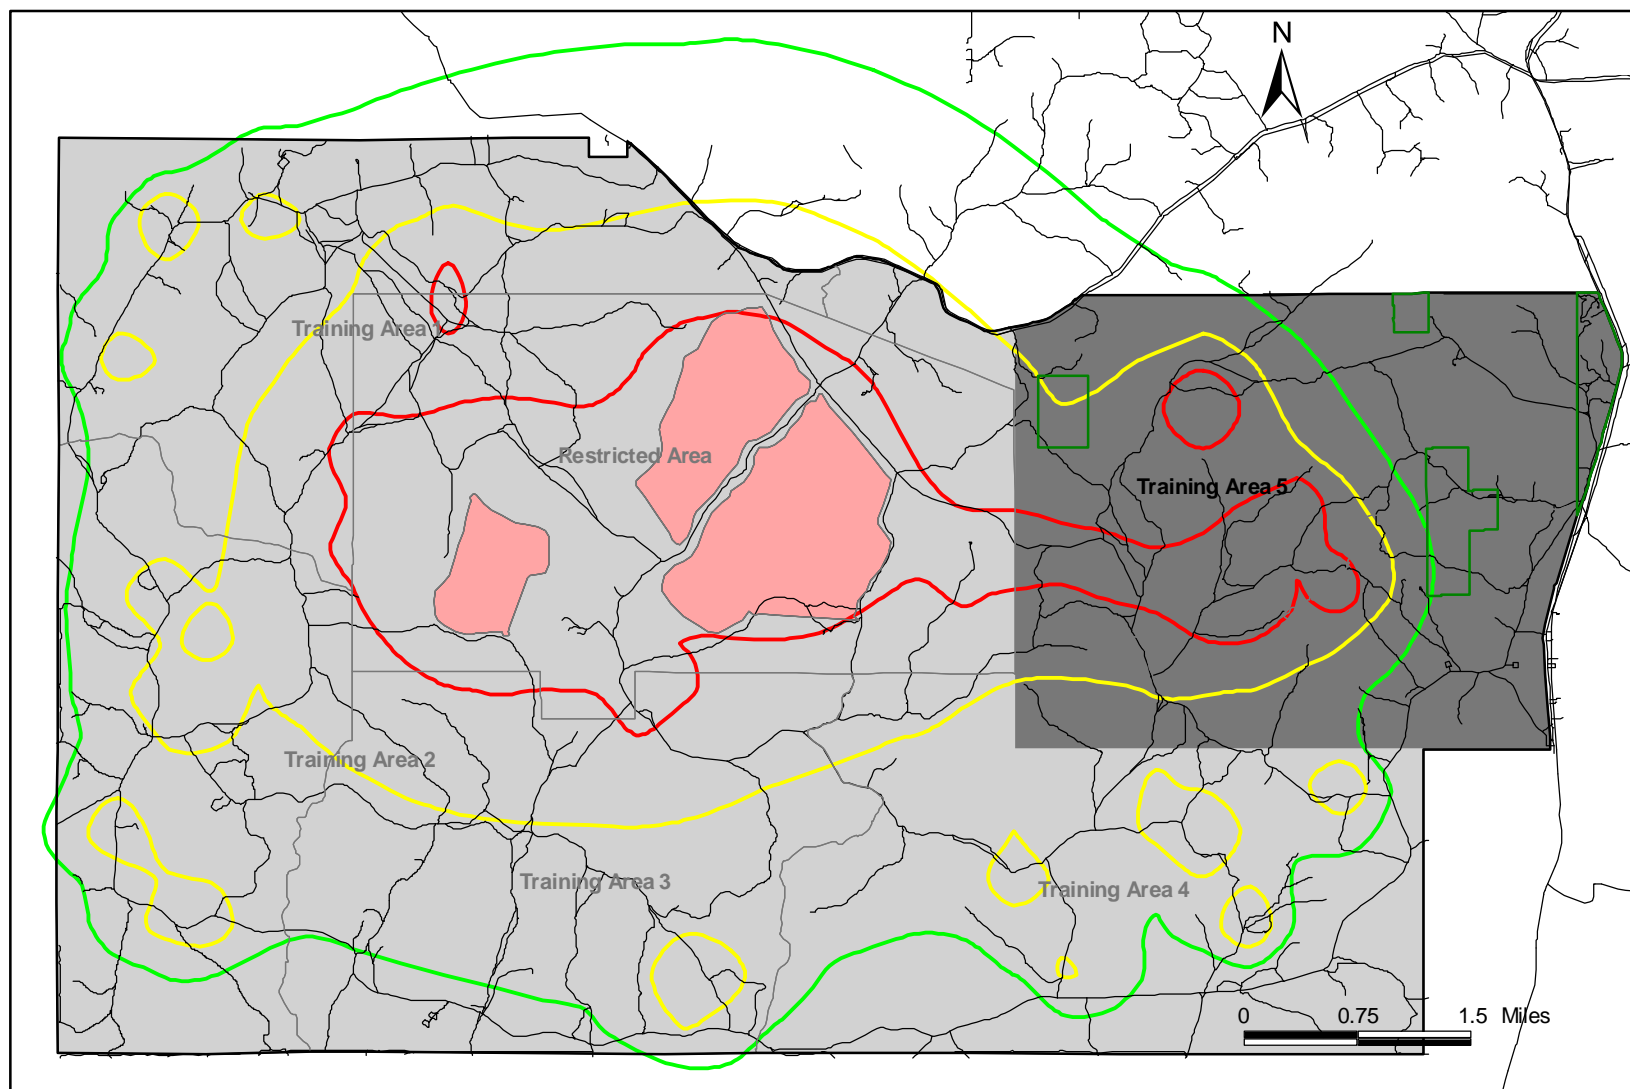 N
Training Area 1
Restricted Area
Training Area 5
Training Area 2
Training Area 3
Training Area 4
0 0.75 1.5 Miles